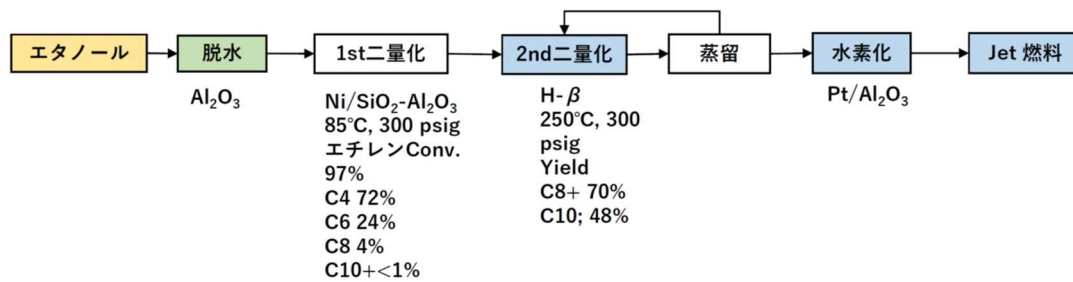 エタノール
脱水
1st二量化
2nd二量化
蒸留
水素化
Jet 燃料
Al₂O₃
Ni/SiO₂-Al₂O₃
85℃, 300 psig
エチレンConv.
97%
C4 72%
C6 24%
C8 4%
C10+<1%
H-β
250℃, 300
psig
Yield
C8+ 70%
C10; 48%
Pt/Al₂O₃